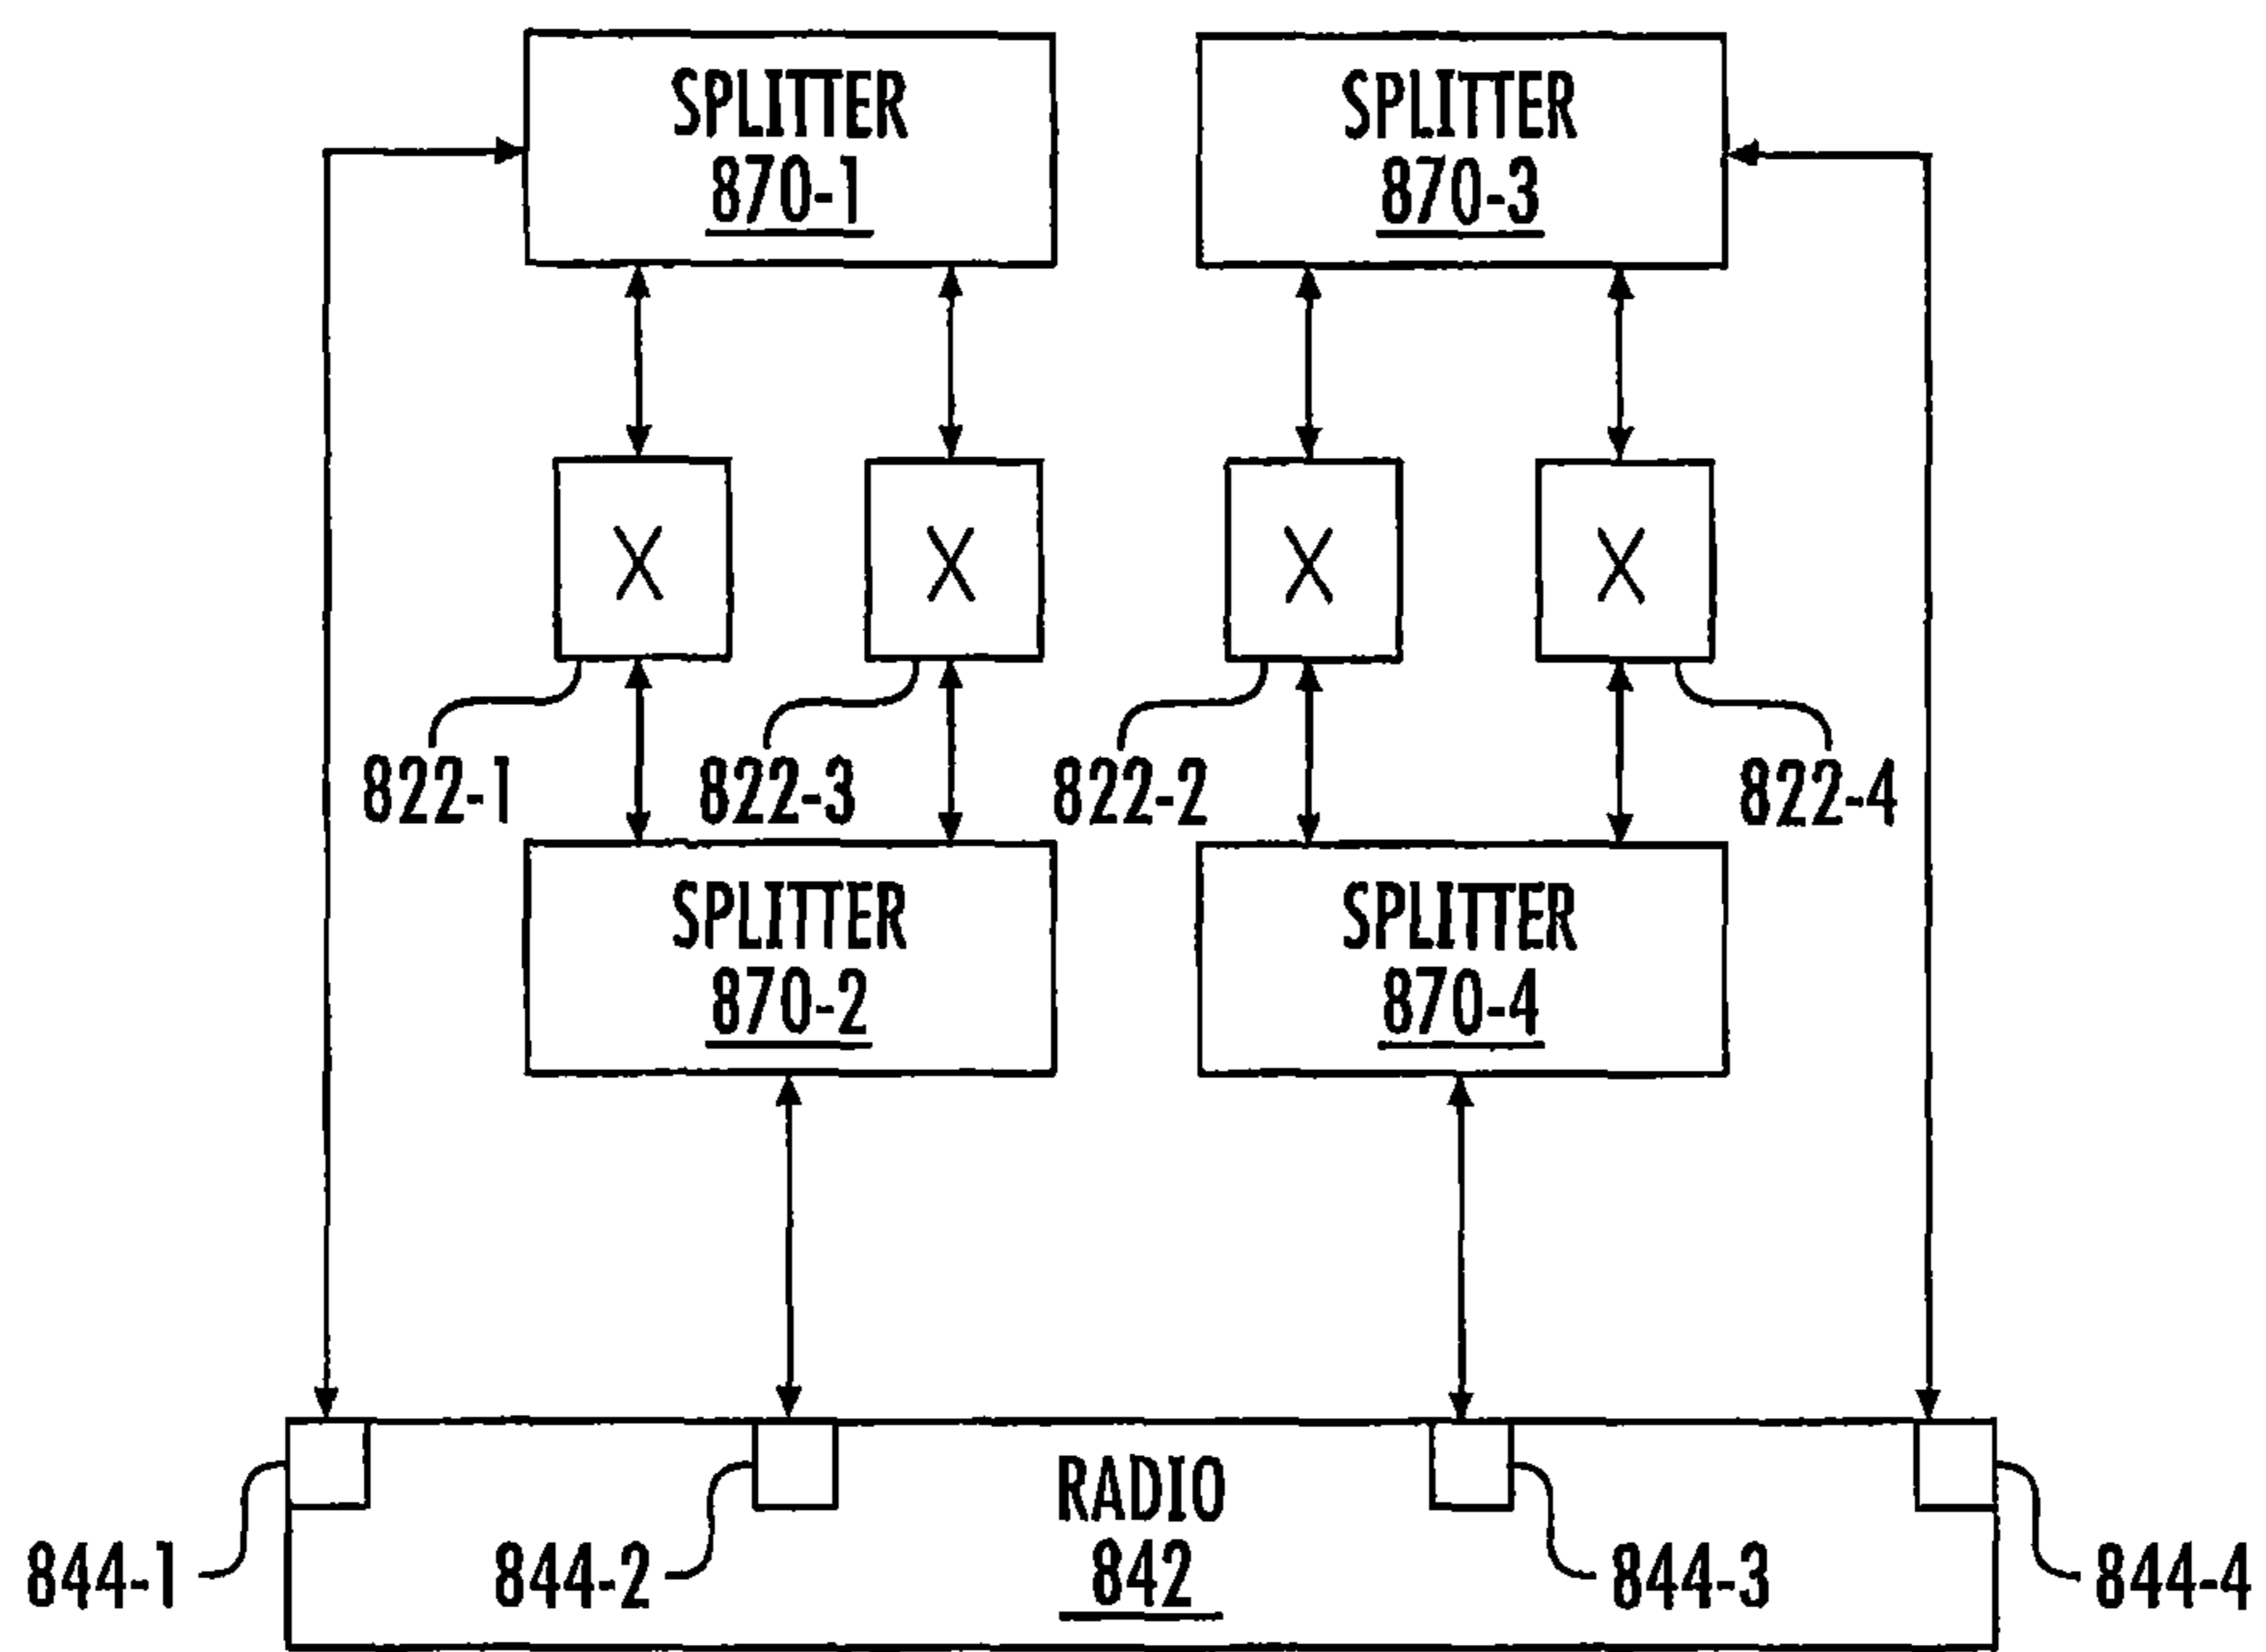 SPLITTER
870-1
SPLITTER
870-3
X
X
X
X
822-1
822-3
822-2
822-4
SPLITTER
870-2
SPLITTER
870-4
RADIO
842
844-1
844-2
844-3
844-4